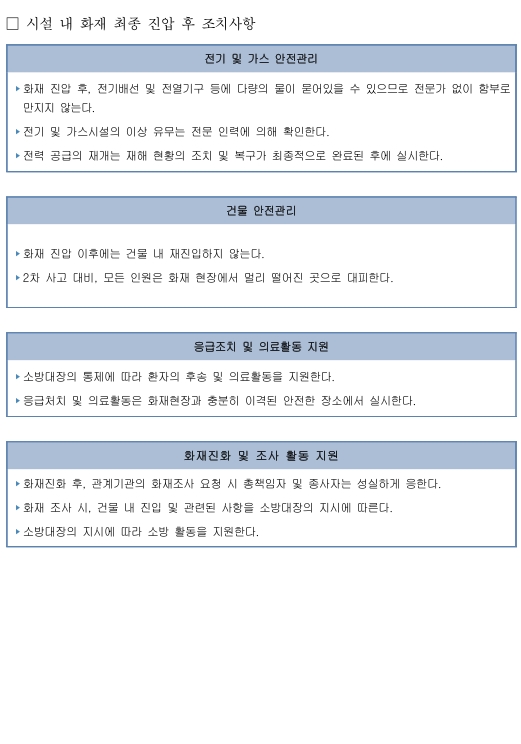 □ 시설 내 화재 최종 진압 후 조치사항
전기 및 가스 안전관리
▸화재 진압 후, 전기배선 및 전열기구 등에 다량의 물이 묻어있을 수 있으므로 전문가 없이 함부로
만지지 않는다.
▸전기 및 가스시설의 이상 유무는 전문 인력에 의해 확인한다.
▸전력 공급의 재개는 재해 현황의 조치 및 복구가 최종적으로 완료된 후에 실시한다.
건물 안전관리
▸화재 진압 이후에는 건물 내 재진입하지 않는다.
▸2차 사고 대비, 모든 인원은 화재 현장에서 멀리 떨어진 곳으로 대피한다.
응급조치 및 의료활동 지원
▸소방대장의 통제에 따라 환자의 후송 및 의료활동을 지원한다.
▸응급처치 및 의료활동은 화재현장과 충분히 이격된 안전한 장소에서 실시한다.
화재진화 및 조사 활동 지원
▸화재진화 후, 관계기관의 화재조사 요청 시 총책임자 및 종사자는 성실하게 응한다.
▸화재 조사 시, 건물 내 진입 및 관련된 사항을 소방대장의 지시에 따른다.
▸소방대장의 지시에 따라 소방 활동을 지원한다.